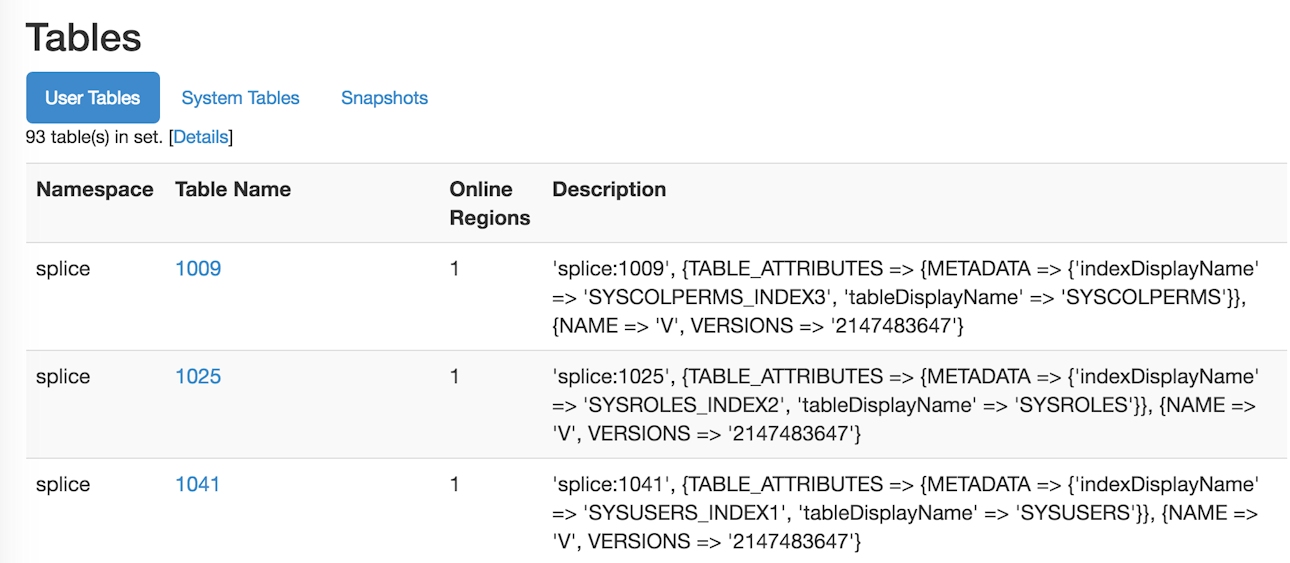 Tables
User Tables System Tables Snapshots
93 table(s) in set. [Details]
Namespace Table Name Online Regions Description
splice 1009 1 'splice:1009', {TABLE_ATTRIBUTES => {METADATA => {'indexDisplayName'
=> 'SYSCOLPERMS_INDEX3', 'tableDisplayName' => 'SYSCOLPERMS'}},
{NAME => 'V', VERSIONS => '2147483647'}
splice 1025 1 'splice:1025', {TABLE_ATTRIBUTES => {METADATA => {'indexDisplayName'
=> 'SYSROLES_INDEX2', 'tableDisplayName' => 'SYSROLES'}}, {NAME =>
'V', VERSIONS => '2147483647'}
splice 1041 1 'splice:1041', {TABLE_ATTRIBUTES => {METADATA => {'indexDisplayName'
=> 'SYSUSERS_INDEX1', 'tableDisplayName' => 'SYSUSERS'}}, {NAME =>
'V', VERSIONS => '2147483647'}